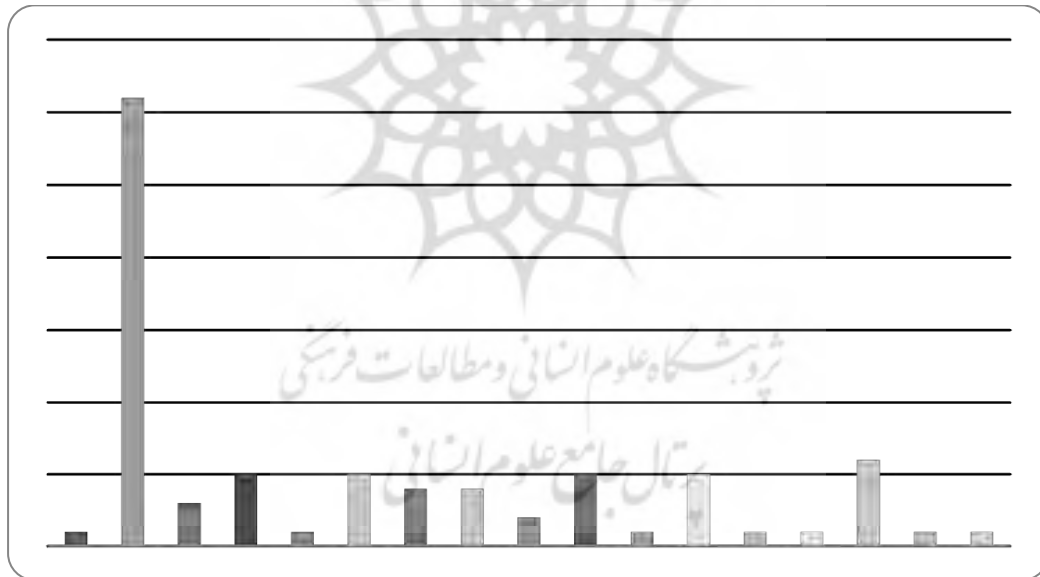 پژوهشگاه علوم انسانی و مطالعات فرهنگی
پرتال جامع علوم انسانی